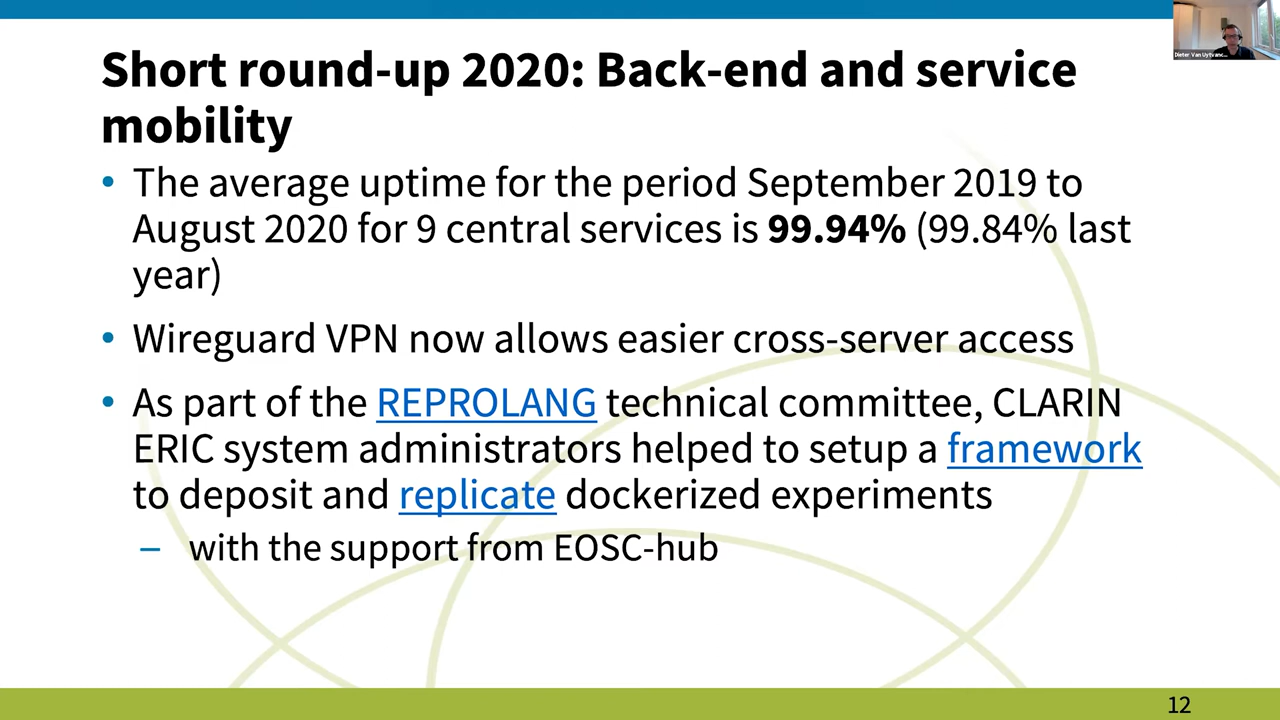 Short round-up 2020: Back-end and service
mobility
• The average uptime for the period September 2019 to
August 2020 for 9 central services is 99.94% (99.84% last
year)
• Wireguard VPN now allows easier cross-server access
• As part of the REPROLANG technical committee, CLARIN
ERIC system administrators helped to setup a framework
to deposit and replicate dockerized experiments
– with the support from EOSC-hub
12